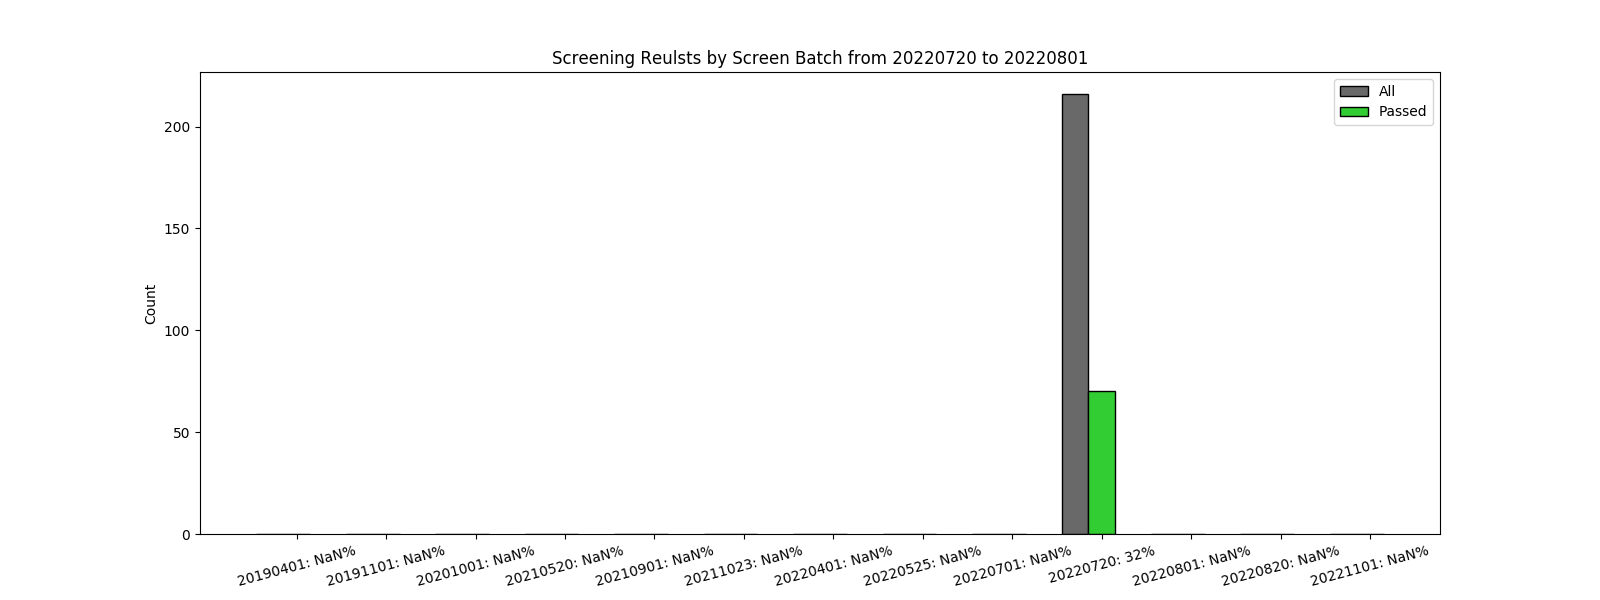 Screening Reulsts by Screen Batch from 20220720 to 20220801
All
Passed
Count
200
150
100
50
0
20190401: NaN%
20191101: NaN%
20201001: NaN%
20210520: NaN%
20210901: NaN%
20211023: NaN%
20220401: NaN%
20220525: NaN%
20220701: NaN%
20220720: 32%
20220801: NaN%
20220820: NaN%
20221101: NaN%